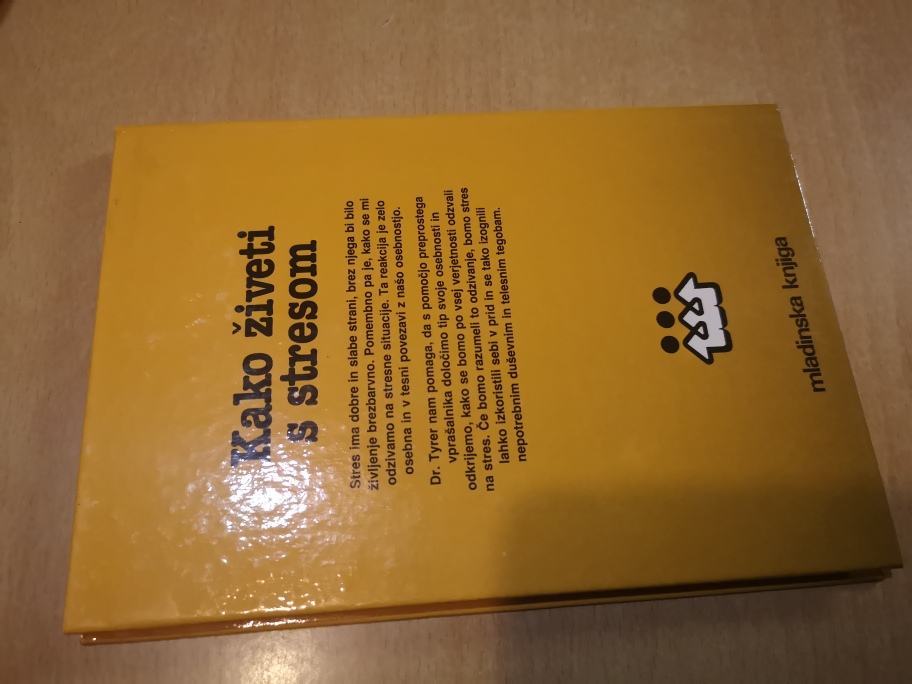 Kako živeti
s stresom
Stres ima dobre in slabe strani, brez njega bi bilo
življenje brezbarvno. Pomembno pa je, kako se mi
odzivamo na stresne situacije. Ta reakcija je zelo
osebna in v tesni povezavi z našo osebnostjo.
Dr. Tyrer nam pomaga, da s pomočjo preprostega
vprašalnika določimo tip svoje osebnosti in
odkrijemo, kako se bomo po vsej verjetnosti odzvali
na stres. Če bomo razumeli to odzivanje, bomo stres
lahko izkoristili sebi v prid in se tako izognili
nepotrebnim duševnim in telesnim tegobam.
mladinska knjiga